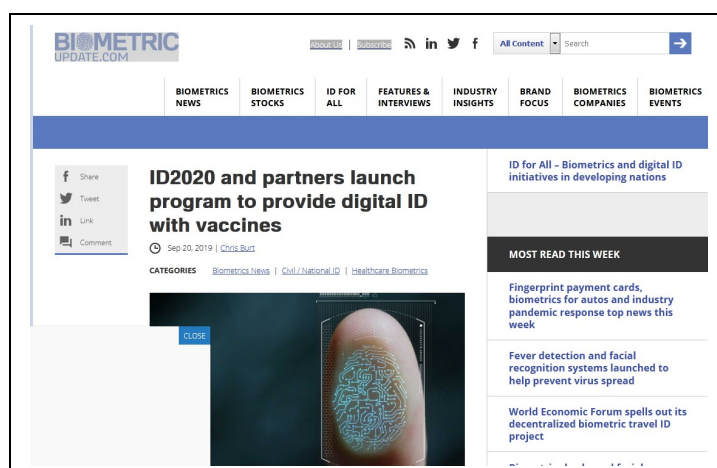 BIOMETRIC
UPDATE.COM
About Us | Subscribe
All Content Search
BIOMETRICS NEWS
BIOMETRICS STOCKS
ID FOR ALL
FEATURES & INTERVIEWS
INDUSTRY INSIGHTS
BRAND FOCUS
BIOMETRICS COMPANIES
BIOMETRICS EVENTS
Share
Tweet
Link
Comment
ID2020 and partners launch
program to provide digital ID
with vaccines
Sep 20, 2019 | Chris Burt
CATEGORIES Biometrics News | Civil / National ID | Healthcare Biometrics
CLOSE
ID for All – Biometrics and digital ID
initiatives in developing nations
MOST READ THIS WEEK
Fingerprint payment cards,
biometrics for autos and industry
pandemic response top news this
week
Fever detection and facial
recognition systems launched to
help prevent virus spread
World Economic Forum spells out its
decentralized biometric travel ID
project